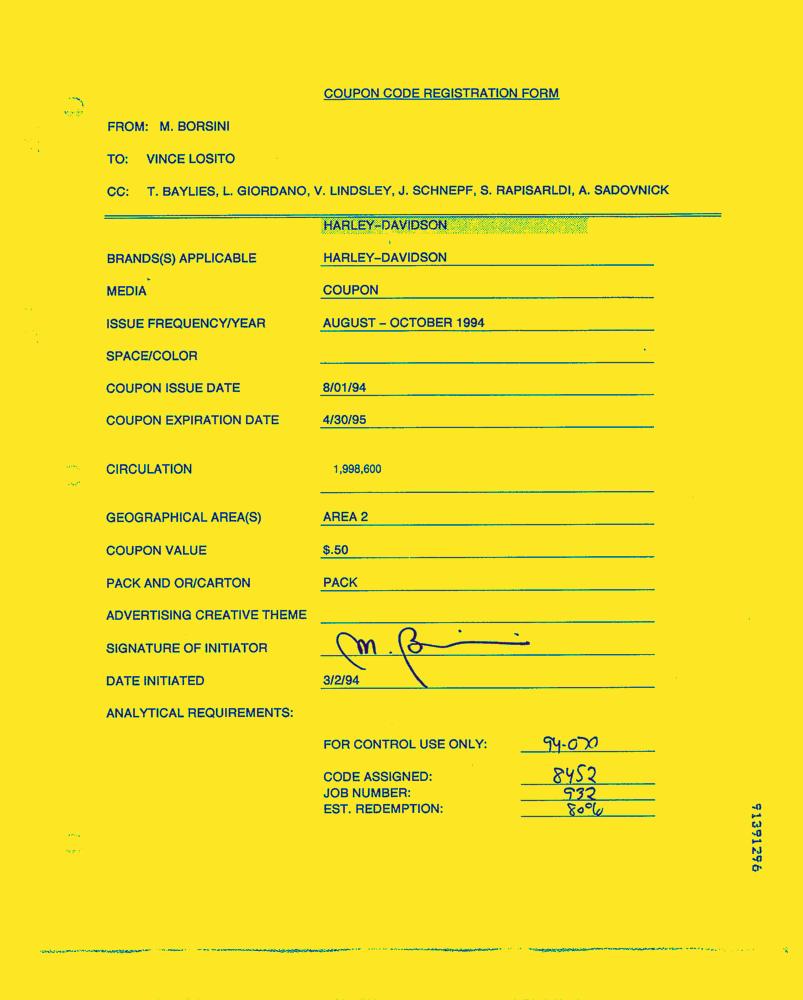 COUPON CODE REGISTRATION FORM
FROM: M. BORSINI
TO: VINCE LOSITO
CC: T. BAYLIES, L. GIORDANO, V. LINDSLEY, J. SCHNEPF, S. RAPISARLDI, A. SADOVNICK
HARLEY-DAVIDSON
BRANDS(S) APPLICABLE HARLEY-DAVIDSON
MEDIA COUPON
ISSUE FREQUENCY/YEAR AUGUST - OCTOBER 1994
SPACE/COLOR
COUPON ISSUE DATE 8/01/94
COUPON EXPIRATION DATE 4/30/95
CIRCULATION 1,998,600
GEOGRAPHICAL AREA(S) AREA 2
COUPON VALUE $.50
PACK AND OR/CARTON PACK
ADVERTISING CREATIVE THEME
SIGNATURE OF INITIATOR M. B
DATE INITIATED 3/2/94
ANALYTICAL REQUIREMENTS:
FOR CONTROL USE ONLY: 94-070
CODE ASSIGNED: 8452
JOB NUMBER: 932
EST. REDEMPTION: 80%
91391296